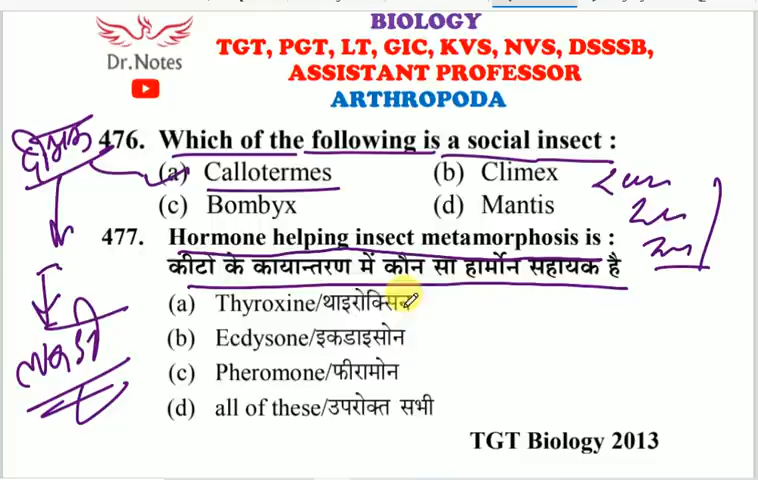 BIOLOGY
Dr.Notes
TGT, PGT, LT, GIC, KVS, NVS, DSSSB,
ASSISTANT PROFESSOR
ARTHROPODA
दीमक
476. Which of the following is a social insect :
(a) Callotermes (b) Climex
(c) Bombyx (d) Mantis
477. Hormone helping insect metamorphosis is :
कीटो के कायान्तरण में कौन सा हार्मोन सहायक है
(a) Thyroxine/थाइरोक्सिन
(b) Ecdysone/इकडाइसोन
(c) Pheromone/फीरामोन
(d) all of these/उपरोक्त सभी
TGT Biology 2013